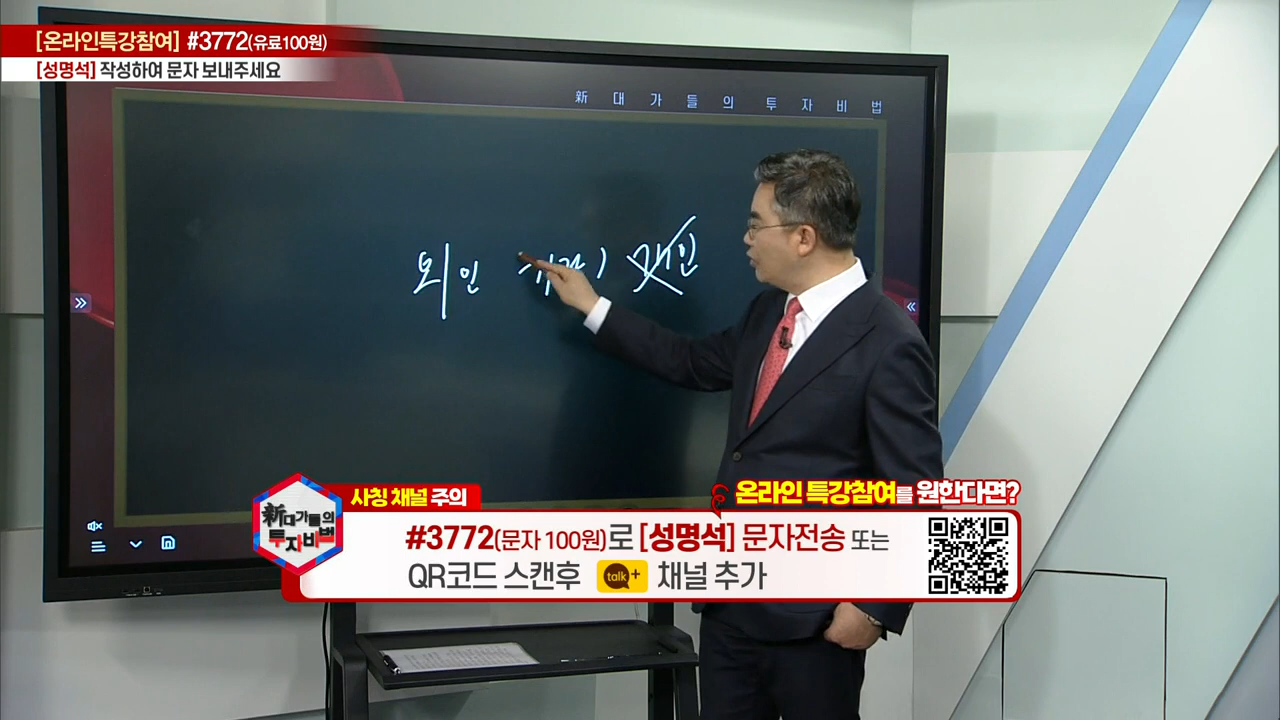 [온라인특강참여] #3772(유료100원)
[성명석] 작성하여 문자 보내주세요
新 대 가 들 의 투 자 비 법
외인
사칭 채널 주의
온라인 특강참여를 원한다면?
新대가들의
투자비법
#3772(문자 100원)로 [성명석] 문자전송 또는
QR코드 스캔후 talk+ 채널 추가